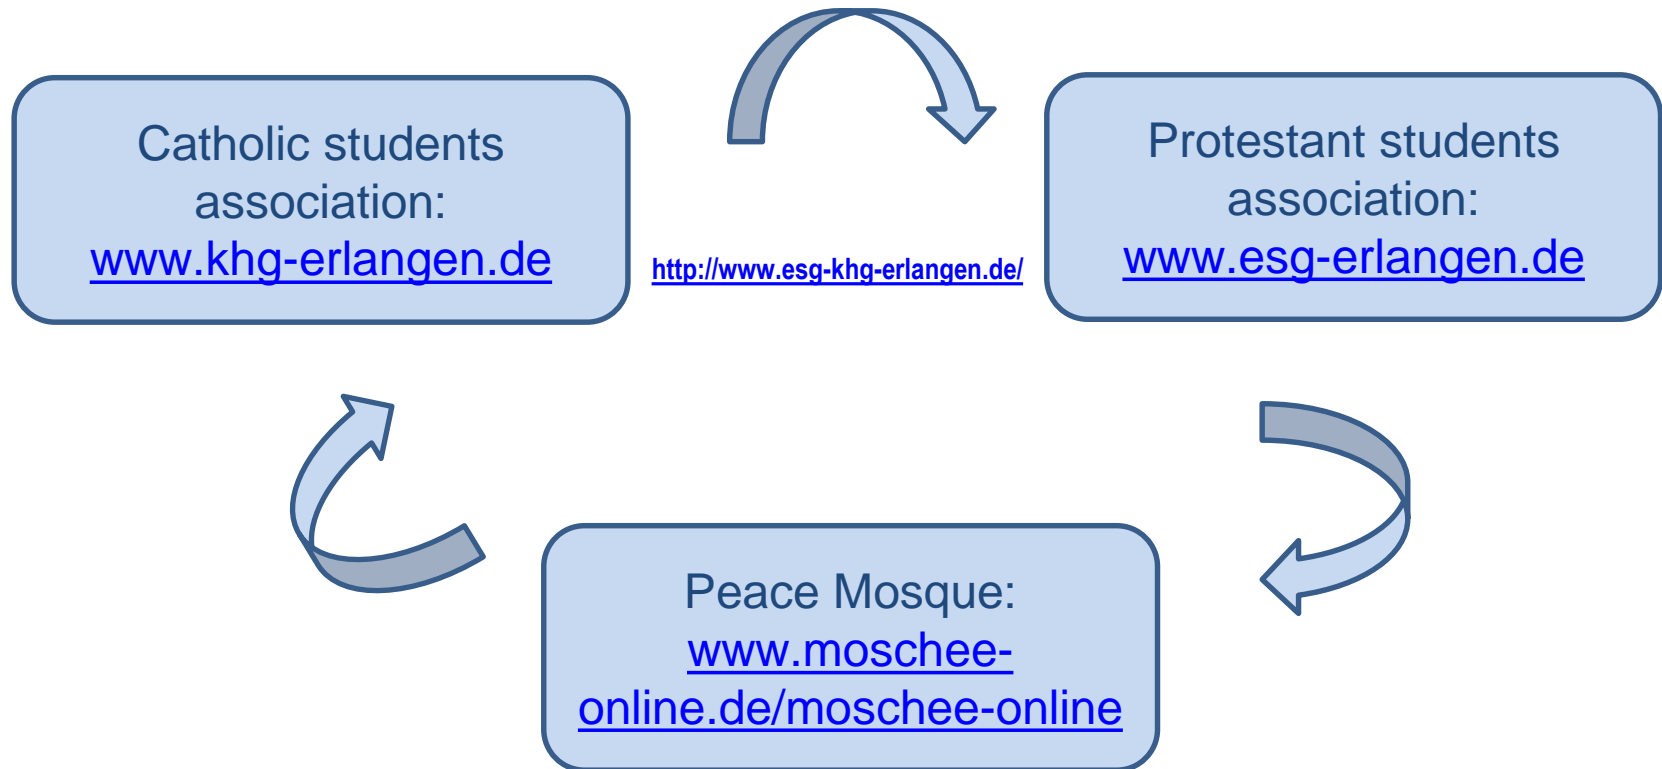 Catholic students
association:
www.khg-erlangen.de
http://www.esg-khg-erlangen.de/
Protestant students
association:
www.esg-erlangen.de
Peace Mosque:
www.moschee-
online.de/moschee-online